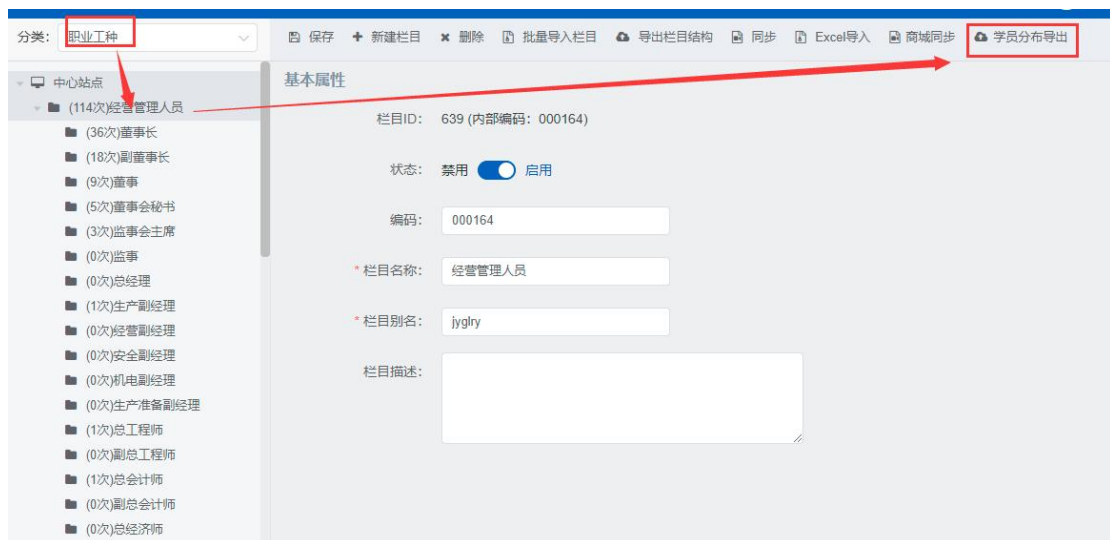 分类： 职业工种
保存 新建栏目 删除 批量导入栏目 导出栏目结构 同步 Excel导入 商城同步 学员分布导出
中心站点
(114次)经营管理人员
(36次)董事长
(18次)副董事长
(9次)董事
(5次)董事会秘书
(3次)监事会主席
(0次)监事
(0次)总经理
(1次)生产副经理
(0次)经营副经理
(0次)安全副经理
(0次)机电副经理
(0次)生产准备副经理
(1次)总工程师
(0次)副总工程师
(1次)总会计师
(0次)副总会计师
(0次)总经济师
基本属性
栏目ID： 639 (内部编码：000164)
状态： 禁用 启用
编码： 000164
* 栏目名称： 经营管理人员
* 栏目别名： jyglry
栏目描述：